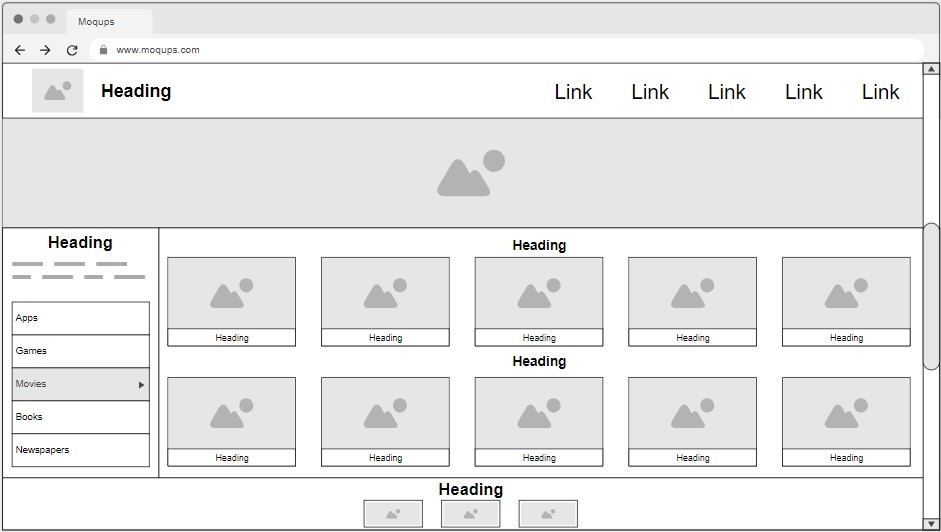 Moqups
www.moqups.com
Heading Link Link Link Link Link
Heading
Apps
Games
Movies
Books
Newspapers
Heading
Heading Heading Heading Heading Heading
Heading
Heading Heading Heading Heading Heading
Heading